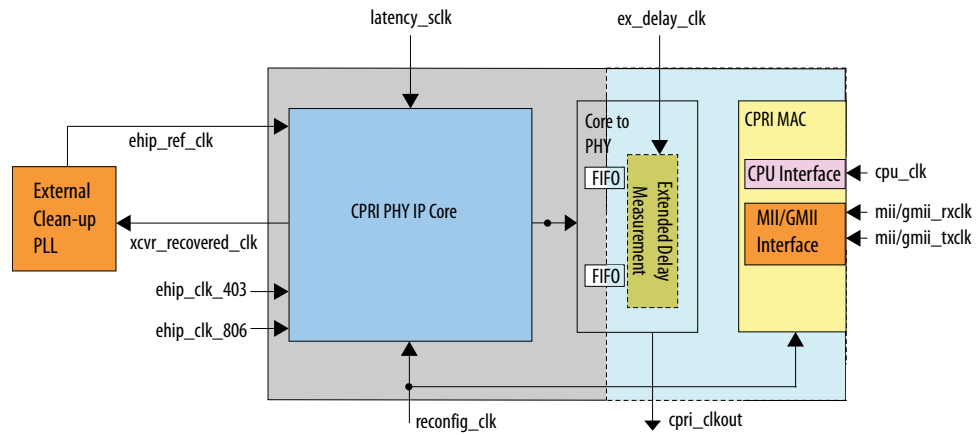 latency_sclk
ex_delay_clk
ehip_ref_clk
External
Clean-up
PLL
xcvr_recovered_clk
ehip_clk_403
ehip_clk_806
CPRI PHY IP Core
reconfig_clk
Core to
PHY
FIFO
FIFO
Extended Delay
Measurement
cpri_clkout
CPRI MAC
CPU Interface
MII/GMII
Interface
cpu_clk
mii/gmii_rxclk
mii/gmii_txclk